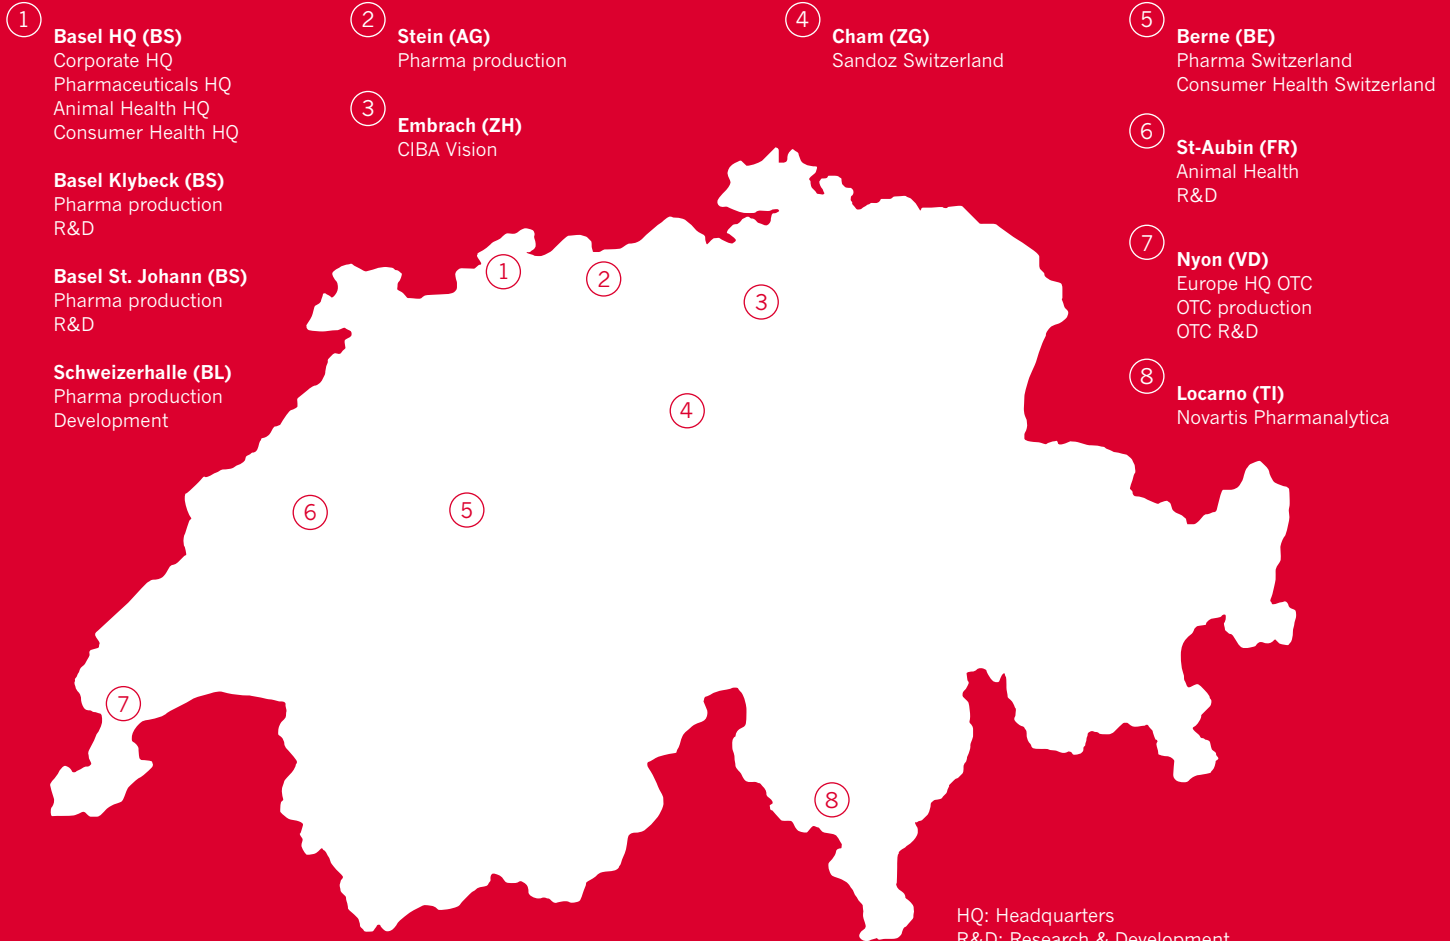 1
Basel HQ (BS)
Corporate HQ
Pharmaceuticals HQ
Animal Health HQ
Consumer Health HQ
Basel Klybeck (BS)
Pharma production
R&D
Basel St. Johann (BS)
Pharma production
R&D
Schweizerhalle (BL)
Pharma production
Development
2
Stein (AG)
Pharma production
3
Embrach (ZH)
CIBA Vision
4
Cham (ZG)
Sandoz Switzerland
5
Berne (BE)
Pharma Switzerland
Consumer Health Switzerland
6
St-Aubin (FR)
Animal Health
R&D
7
Nyon (VD)
Europe HQ OTC
OTC production
OTC R&D
8
Locarno (TI)
Novartis Pharmanalytica
1
2
3
4
5
6
7
8
HQ: Headquarters
R&D: Research & Development